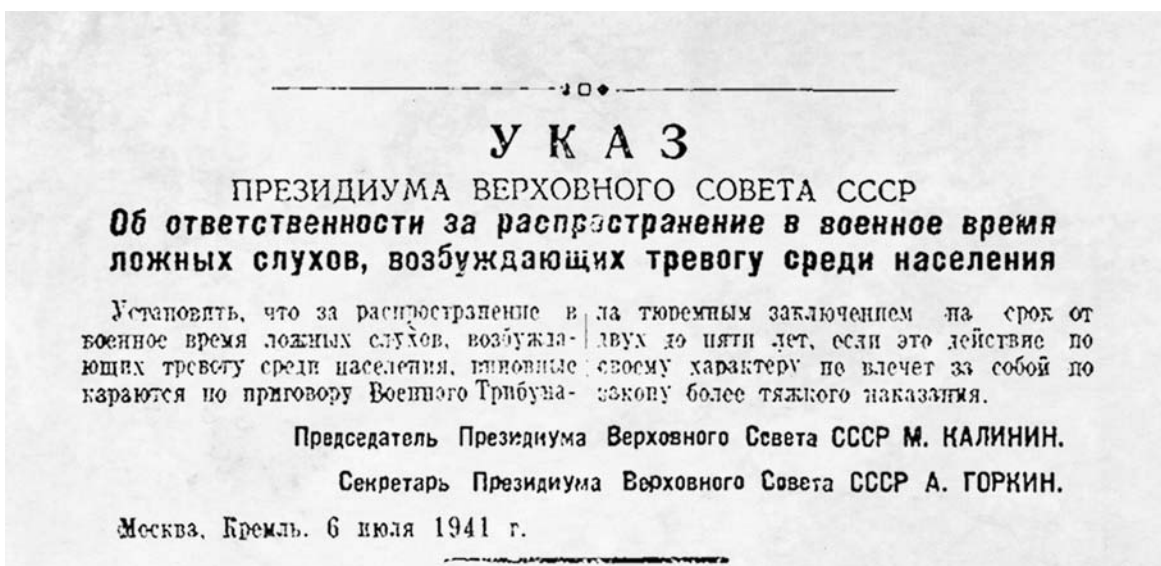 УКАЗ
ПРЕЗИДИУМА ВЕРХОВНОГО СОВЕТА СССР
Об ответственности за распространение в военное время
ложных слухов, возбуждающих тревогу среди населения
Установить, что за распространение в
военное время ложных слухов, возбужда-
ющих тревогу среди населения, виновные
караются по приговору Военного Трибуна-
ла тюремным заключением на срок от
двух до пяти лет, если это действие по
своему характеру не влечет за собой по
закону более тяжкого наказания.
Председатель Президиума Верховного Совета СССР М. КАЛИНИН.
Секретарь Президиума Верховного Совета СССР А. ГОРКИН.
Москва, Кремль. 6 июля 1941 г.